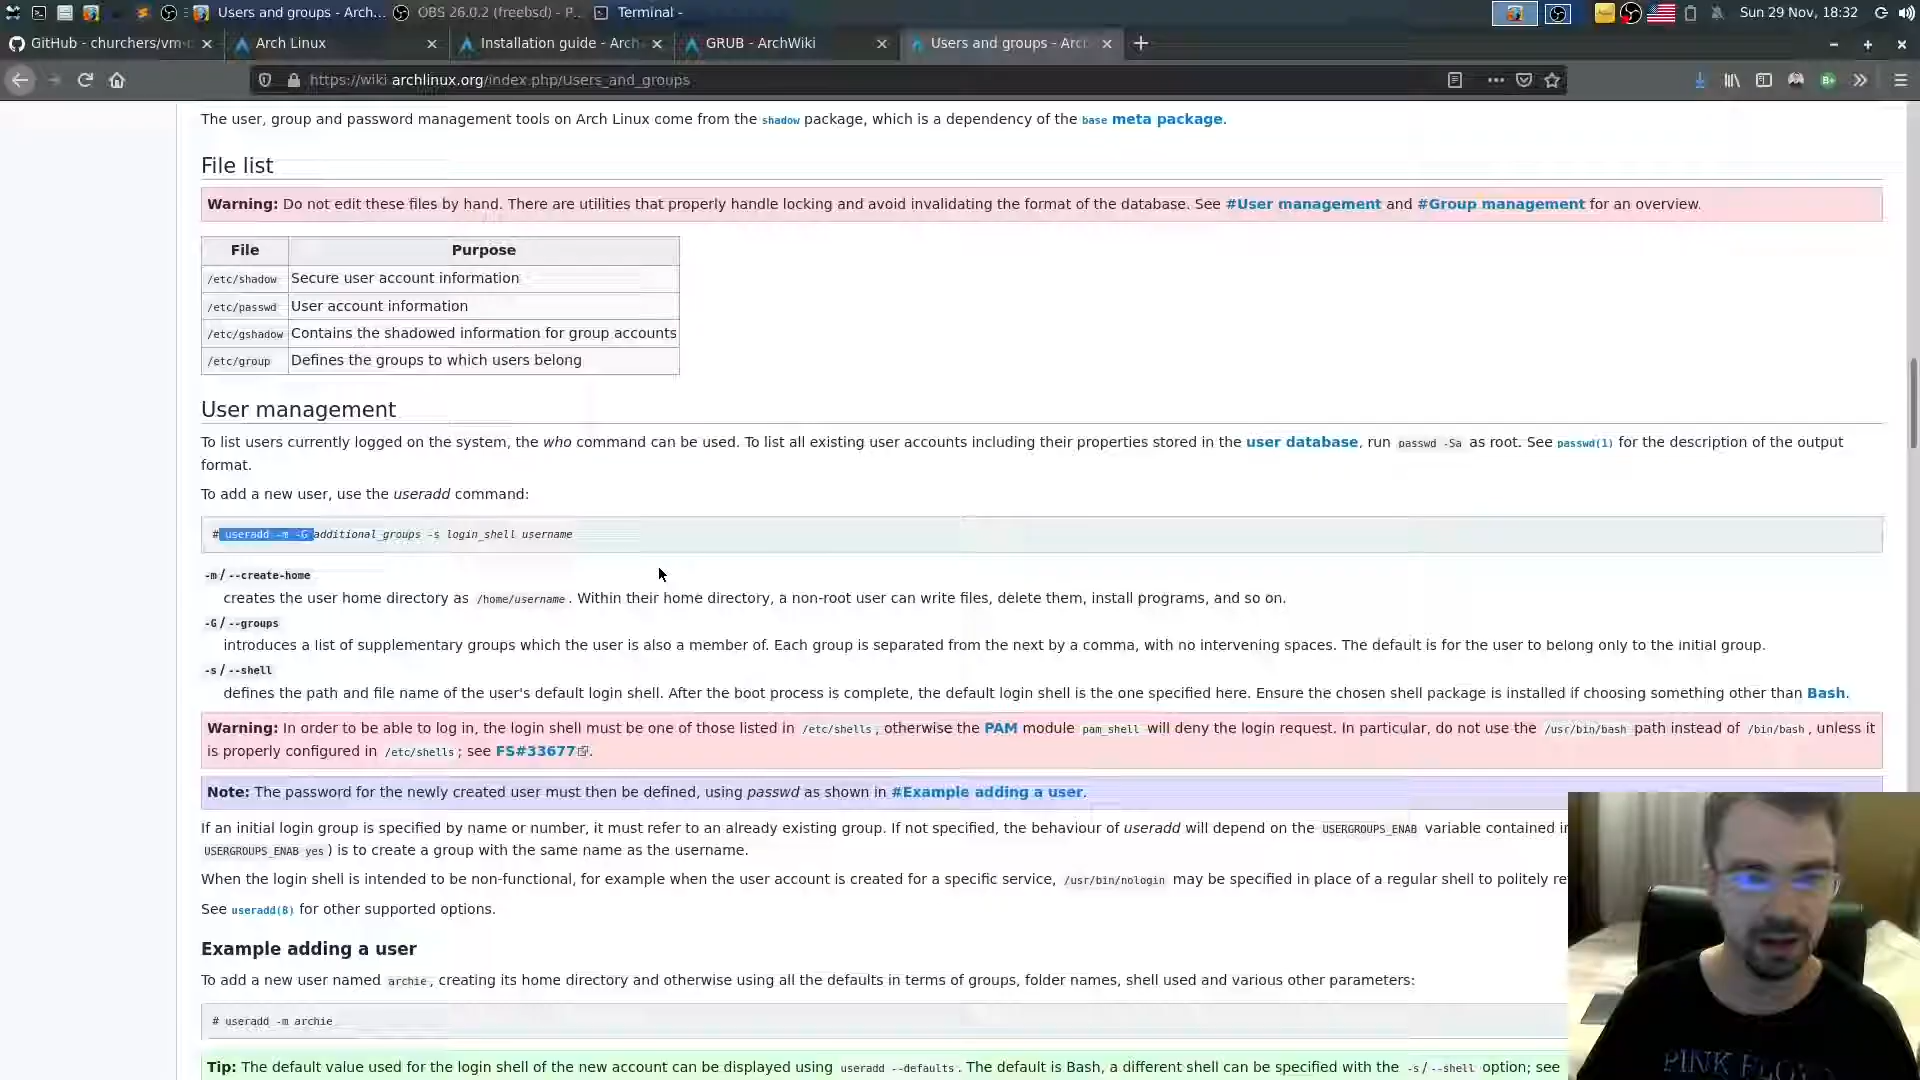 Users and groups - Arch... OBS 26.0.2 (freebsd) - P... Terminal - Sun 29 Nov, 18:32
GitHub - churchers/vm- Arch Linux Installation guide - Arch GRUB - ArchWiki Users and groups - Arc
https://wiki.archlinux.org/index.php/Users_and_groups
The user, group and password management tools on Arch Linux come from the shadow package, which is a dependency of the base meta package.
File list
Warning: Do not edit these files by hand. There are utilities that properly handle locking and avoid invalidating the format of the database. See #User management and #Group management for an overview.
File Purpose
/etc/shadow Secure user account information
/etc/passwd User account information
/etc/gshadow Contains the shadowed information for group accounts
/etc/group Defines the groups to which users belong
User management
To list users currently logged on the system, the who command can be used. To list all existing user accounts including their properties stored in the user database, run passwd -Sa as root. See passwd(1) for the description of the output
format.
To add a new user, use the useradd command:
# useradd -m -G additional_groups -s login_shell username
-m / --create-home
creates the user home directory as /home/username. Within their home directory, a non-root user can write files, delete them, install programs, and so on.
-G / --groups
introduces a list of supplementary groups which the user is also a member of. Each group is separated from the next by a comma, with no intervening spaces. The default is for the user to belong only to the initial group.
-s / --shell
defines the path and file name of the user's default login shell. After the boot process is complete, the default login shell is the one specified here. Ensure the chosen shell package is installed if choosing something other than Bash.
Warning: In order to be able to log in, the login shell must be one of those listed in /etc/shells, otherwise the PAM module pam_shell will deny the login request. In particular, do not use the /usr/bin/bash path instead of /bin/bash, unless it
is properly configured in /etc/shells; see FS#33677.
Note: The password for the newly created user must then be defined, using passwd as shown in #Example adding a user.
If an initial login group is specified by name or number, it must refer to an already existing group. If not specified, the behaviour of useradd will depend on the USERGROUPS_ENAB variable contained i
USERGROUPS_ENAB yes) is to create a group with the same name as the username.
When the login shell is intended to be non-functional, for example when the user account is created for a specific service, /usr/bin/nologin may be specified in place of a regular shell to politely re
See useradd(8) for other supported options.
Example adding a user
To add a new user named archie, creating its home directory and otherwise using all the defaults in terms of groups, folder names, shell used and various other parameters:
# useradd -m archie
Tip: The default value used for the login shell of the new account can be displayed using useradd --defaults. The default is Bash, a different shell can be specified with the -s/--shell option; see
PINK FLO